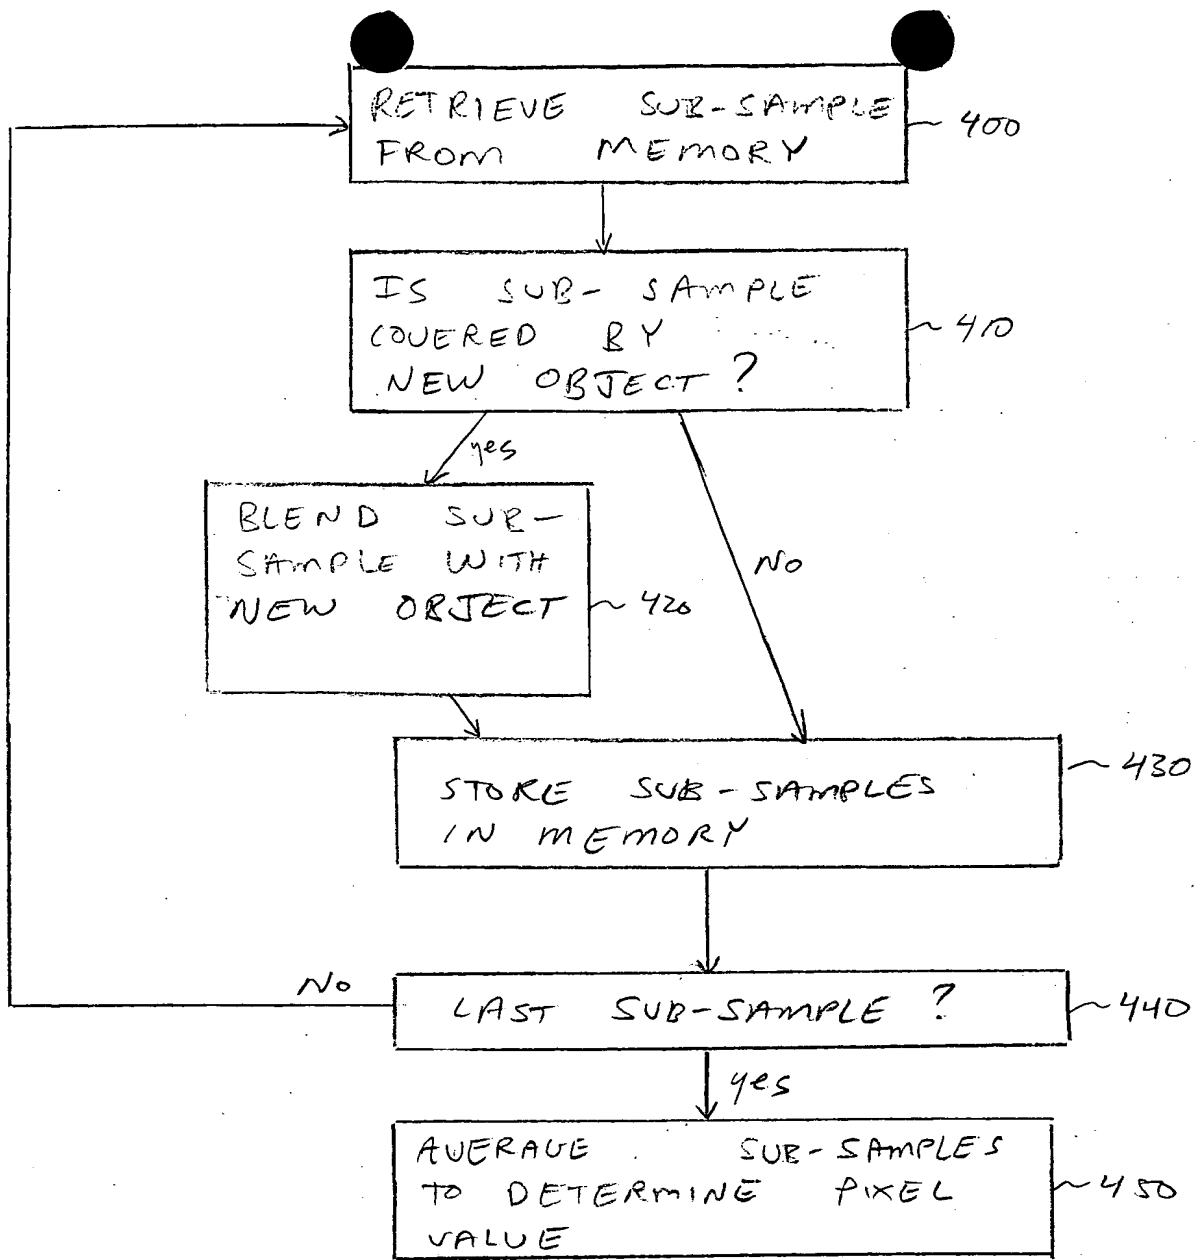 RETRIEVE SUB-SAMPLE
FROM MEMORY
~ 400
IS SUB- SAMPLE
COVERED BY
NEW OBJECT ?
~ 410
yes
No
BLEND SUB-
SAMPLE WITH
NEW OBJECT
~ 420
STORE SUB-SAMPLES
IN MEMORY
~ 430
No
LAST SUB-SAMPLE ?
~ 440
yes
AVERAGE SUB-SAMPLES
TO DETERMINE PIXEL
VALUE
~ 450